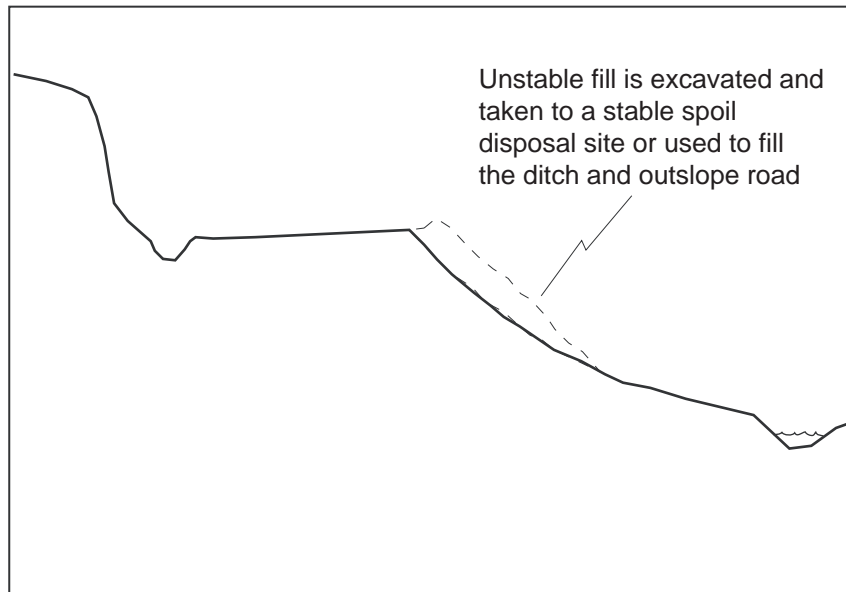 Unstable fill is excavated and
taken to a stable spoil
disposal site or used to fill
the ditch and outslope road